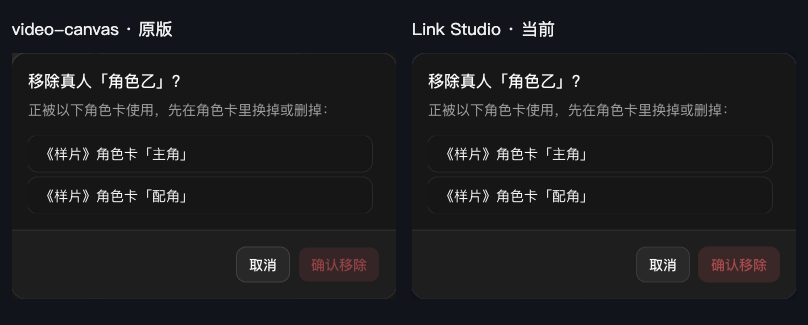 video-canvas · 原版
移除真人「角色乙」?
正被以下角色卡使用，先在角色卡里换掉或删掉：
《样片》角色卡「主角」
《样片》角色卡「配角」
取消
确认移除
Link Studio · 当前
移除真人「角色乙」?
正被以下角色卡使用，先在角色卡里换掉或删掉：
《样片》角色卡「主角」
《样片》角色卡「配角」
取消
确认移除